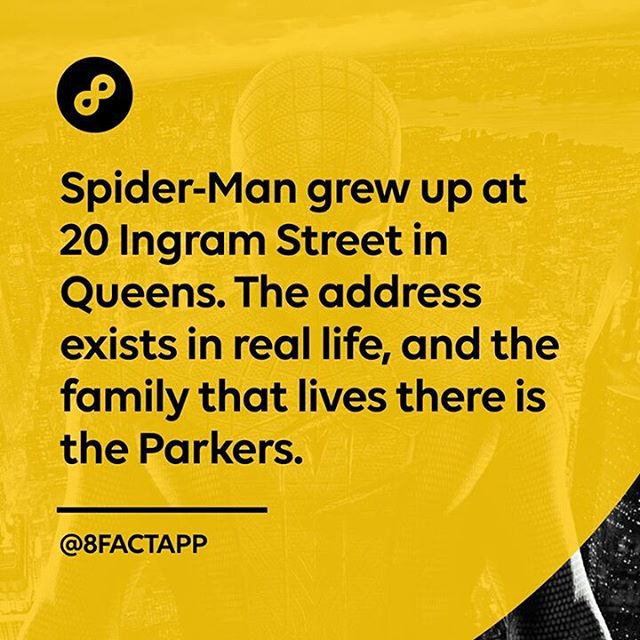 Spider-Man grew up at
20 Ingram Street in
Queens. The address
exists in real life, and the
family that lives there is
the Parkers.
@8FACTAPP